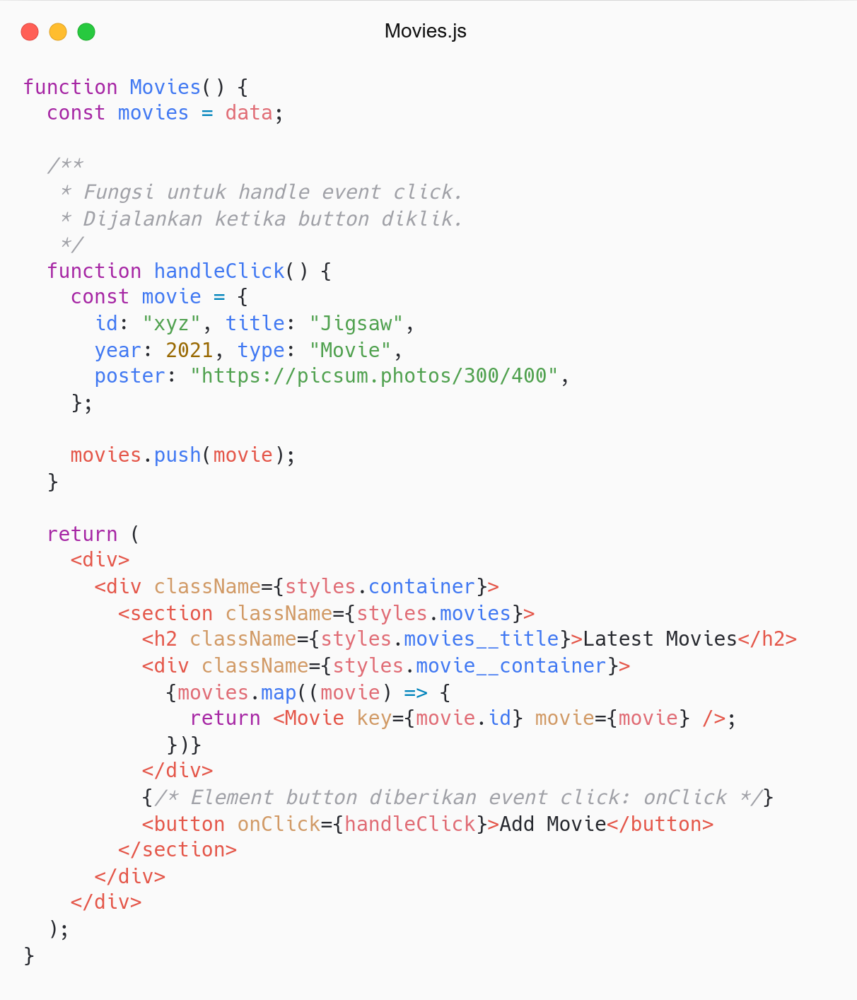 Movies.js
function Movies() {
  const movies = data;

  /**
   * Fungsi untuk handle event click.
   * Dijalankan ketika button diklik.
   */
  function handleClick() {
    const movie = {
      id: "xyz", title: "Jigsaw",
      year: 2021, type: "Movie",
      poster: "https://picsum.photos/300/400",
    };

    movies.push(movie);
  }

  return (
    <div>
      <div className={styles.container}>
        <section className={styles.movies}>
          <h2 className={styles.movies__title}>Latest Movies</h2>
          <div className={styles.movie__container}>
            {movies.map((movie) => {
              return <Movie key={movie.id} movie={movie} />;
            })}
          </div>
          {/* Element button diberikan event click: onClick */}
          <button onClick={handleClick}>Add Movie</button>
        </section>
      </div>
    </div>
  );
}